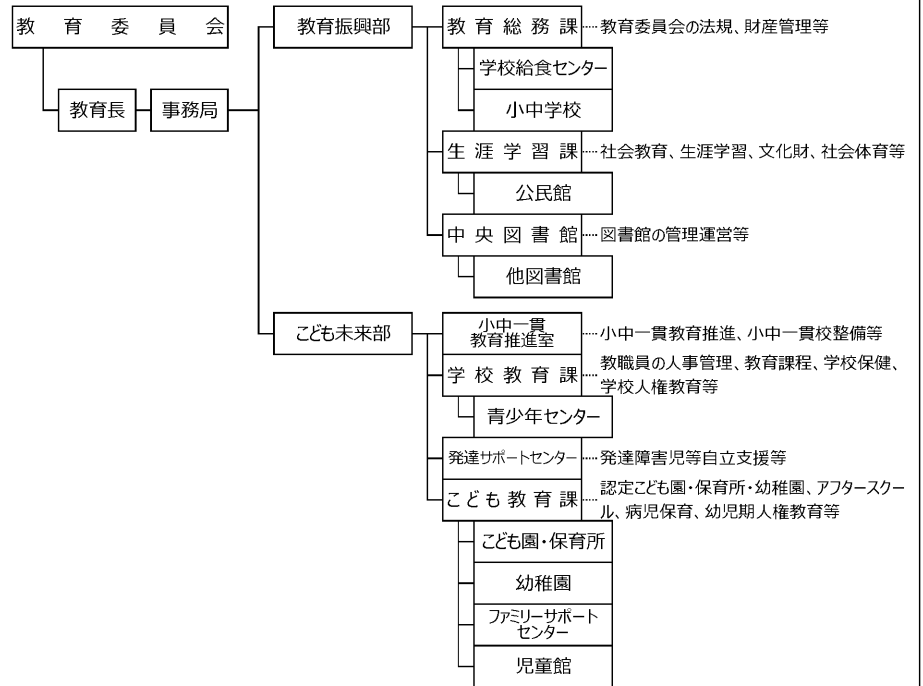 教育委員会
教育長
事務局
教育振興部
教育総務課
教育委員会の法規、財産管理等
学校給食センター
小中学校
生涯学習課
社会教育、生涯学習、文化財、社会体育等
公民館
中央図書館
図書館の管理運営等
他図書館
こども未来部
小中一貫
教育推進室
小中一貫教育推進、小中一貫校整備等
学校教育課
教職員の人事管理、教育課程、学校保健、
学校人権教育等
青少年センター
発達サポートセンター
発達障害児等自立支援等
こども教育課
認定こども園・保育所・幼稚園、アフタースクー
ル、病児保育、幼児期人権教育等
こども園・保育所
幼稚園
ファミリーサポート
センター
児童館